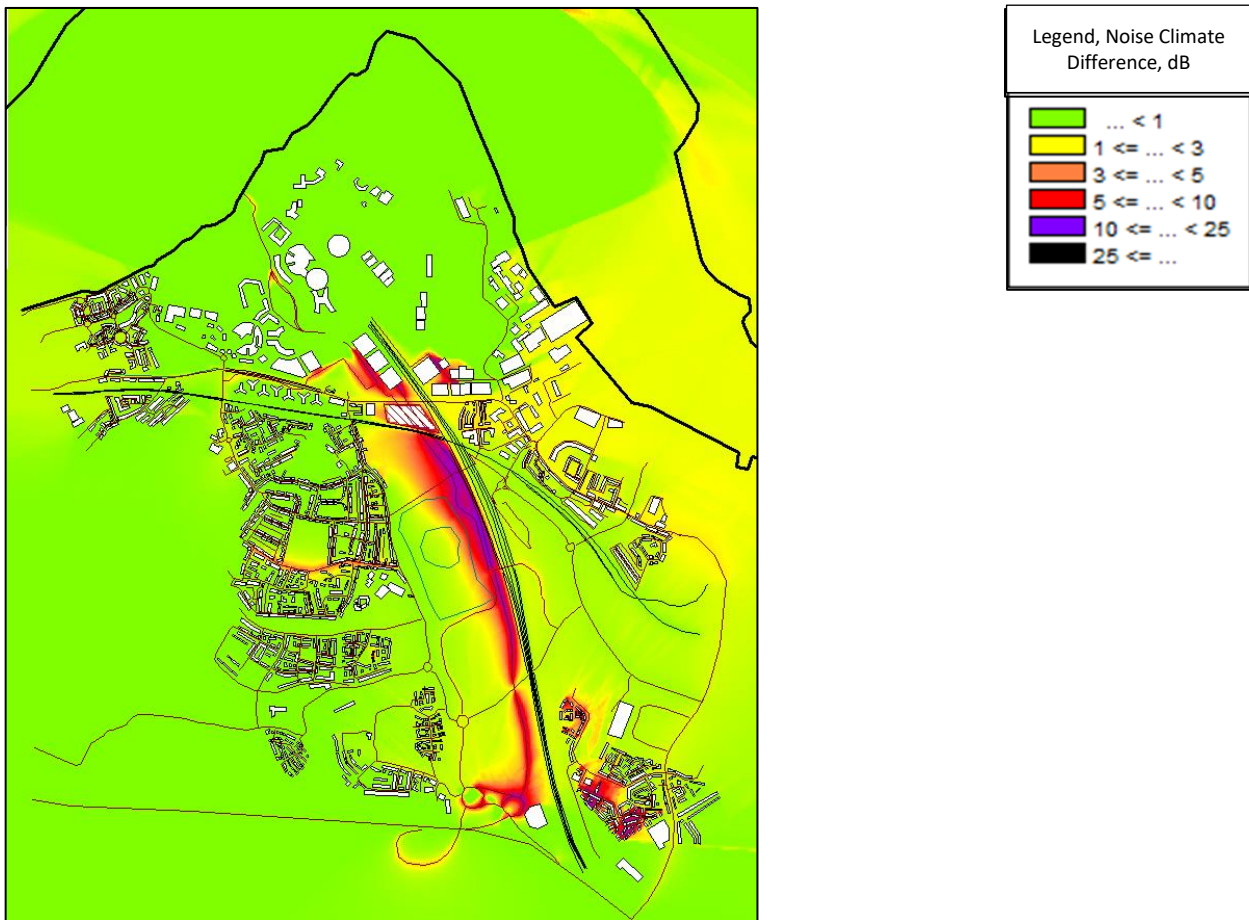 Legend, Noise Climate
Difference, dB
... < 1
1 <= ... < 3
3 <= ... < 5
5 <= ... < 10
10 <= ... < 25
25 <= ...